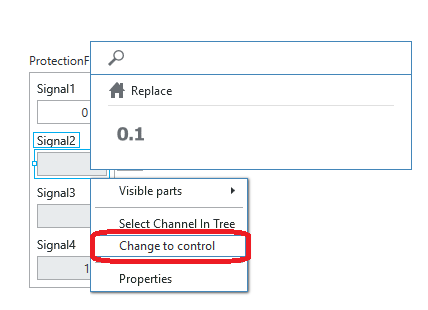 ProtectionF
Replace
Signal1
0
0.1
Signal2
Signal3
Visible parts
Select Channel In Tree
Change to control
Signal4
1
Properties